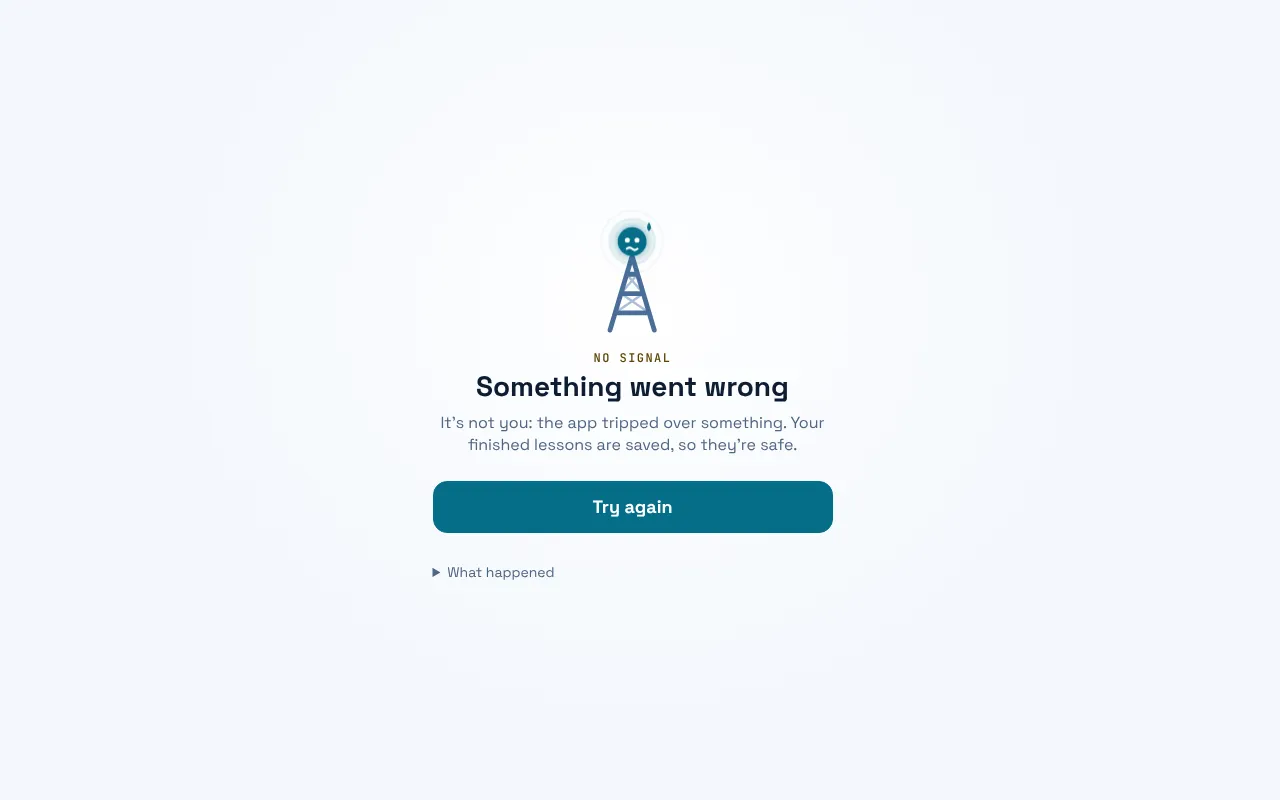 NO SIGNAL
Something went wrong
It’s not you: the app tripped over something. Your
finished lessons are saved, so they’re safe.
Try again
What happened